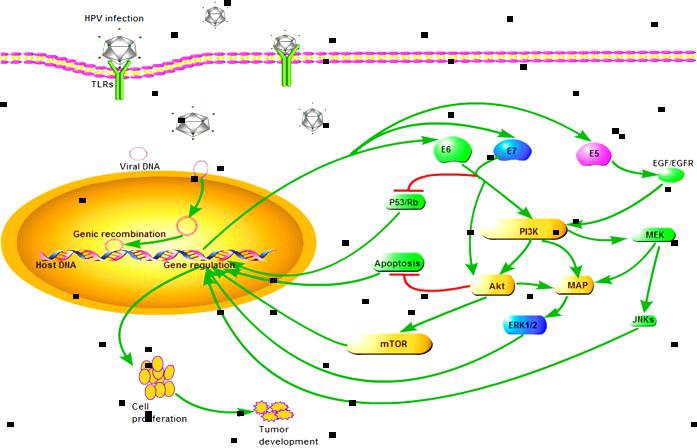 HPV infection
TLRs
Viral DNA
E6
E7
E5
EGF/EGFR
P53/Rb
PI3K
MEK
Genic recombination
Host DNA
Gene regulation
Apoptosis
Akt
MAP
ERK1/2
JNKs
mTOR
Cell
Tumor
development